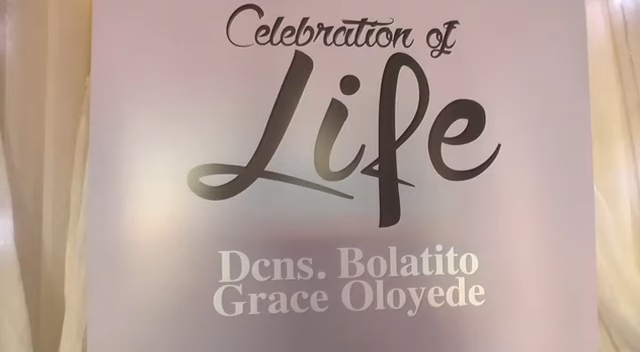 Celebration of
Life
Dcns. Bolatito
Grace Oloyede